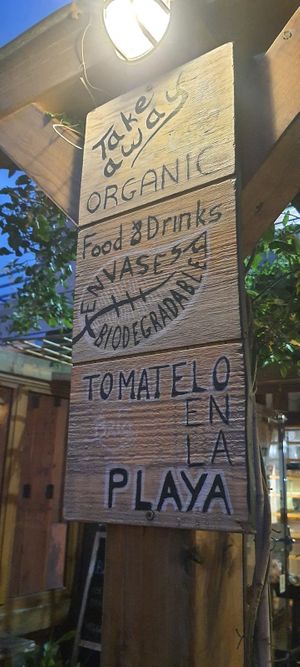 Take
away
ORGANIC
Food & Drinks
ENVASES
BIODEGRADABLES
TOMATELO
EN
LA
PLAYA